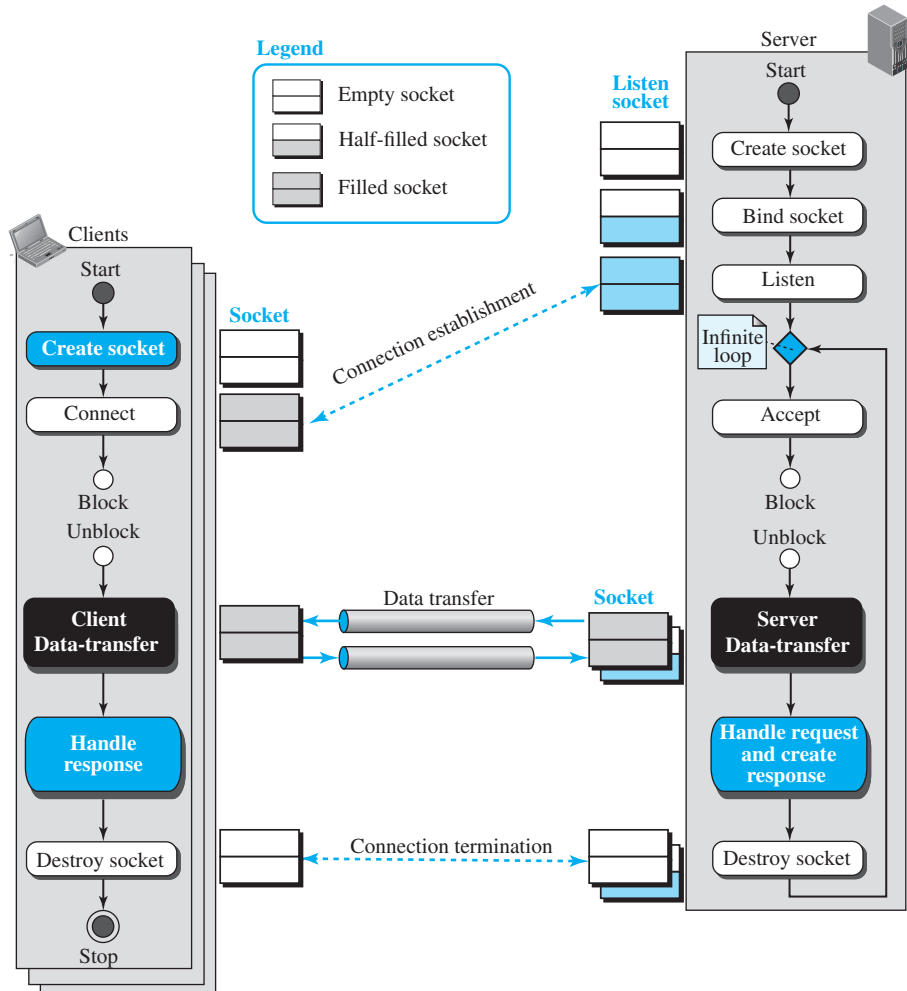 Legend
Empty socket
Half-filled socket
Filled socket
Clients
Start
Create socket
Connect
Block
Unblock
Client
Data-transfer
Handle
response
Destroy socket
Stop
Socket
Connection establishment
Data transfer
Socket
Connection termination
Listen
socket
Server
Start
Create socket
Bind socket
Listen
Infinite
loop
Accept
Block
Unblock
Server
Data-transfer
Handle request
and create
response
Destroy socket